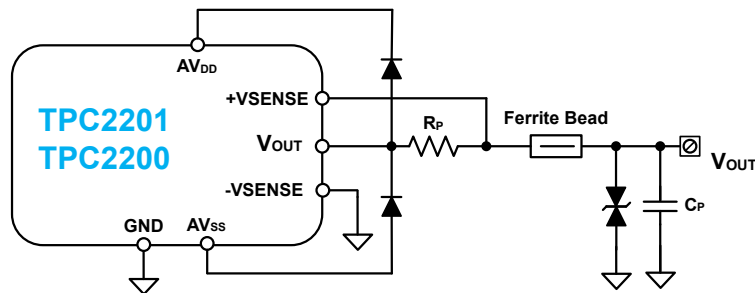 AVDD
TPC2201
TPC2200
+VSENSE
VOUT
-VSENSE
GND
AVSS
RP
Ferrite Bead
VOUT
CP